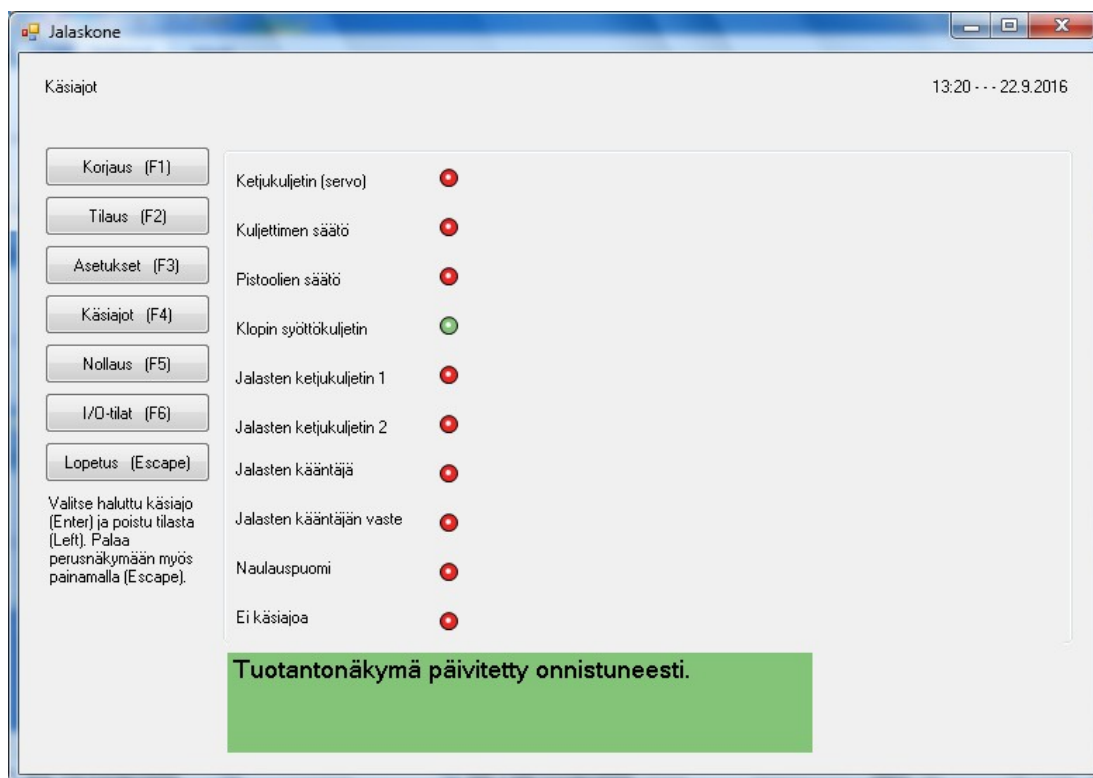 Jalaskone
Käsiajot
13:20 - - - 22.9.2016
Korjaus (F1)
Tilaus (F2)
Asetukset (F3)
Käsiajot (F4)
Nollaus (F5)
I/O-tilat (F6)
Lopetus (Escape)
Valitse haluttu käsiajo
(Enter) ja poistu tilasta
(Left). Palaa
perusnäkymään myös
painamalla (Escape).
Ketjukuljetin (servo)
Kuljettimen säätö
Pistoolien säätö
Klopin syöttökuljetin
Jalasten ketjukuljetin 1
Jalasten ketjukuljetin 2
Jalasten kääntäjä
Jalasten kääntäjän vaste
Naulauspuomi
Ei käsiajoa
Tuotantonäkymä päivitetty onnistuneesti.